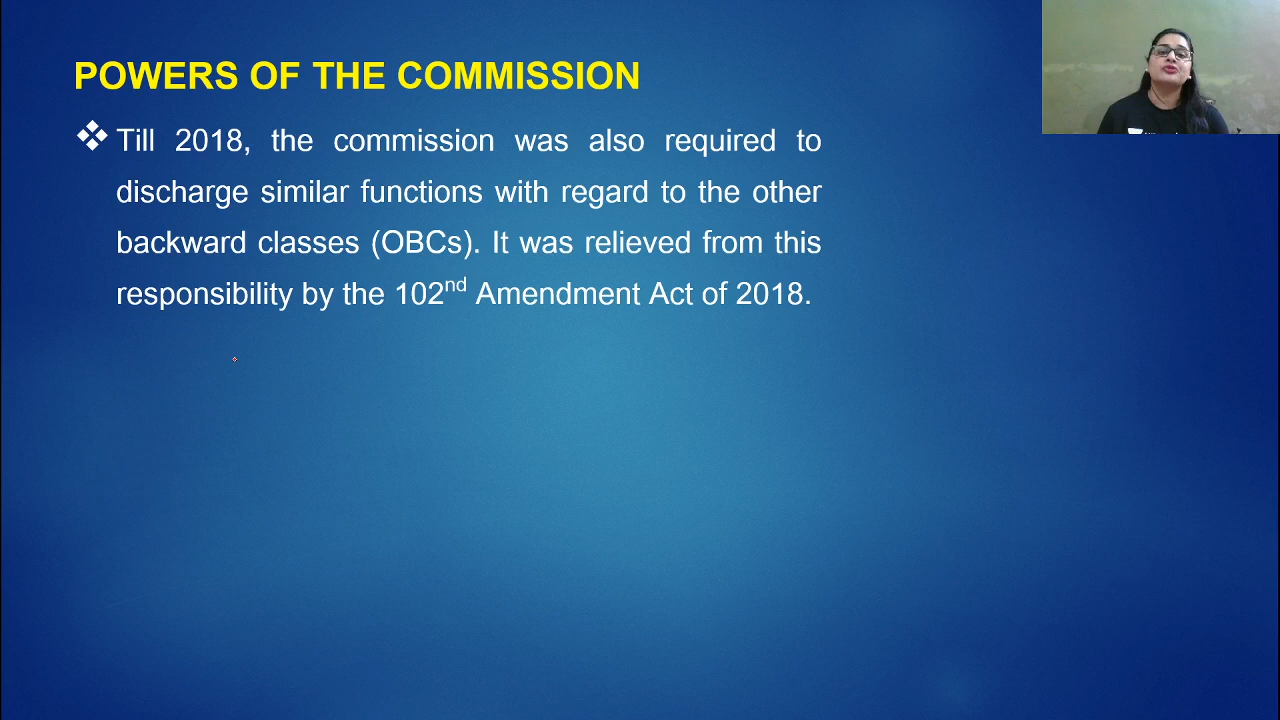 POWERS OF THE COMMISSION
Till 2018, the commission was also required to
discharge similar functions with regard to the other
backward classes (OBCs). It was relieved from this
responsibility by the 102nd Amendment Act of 2018.